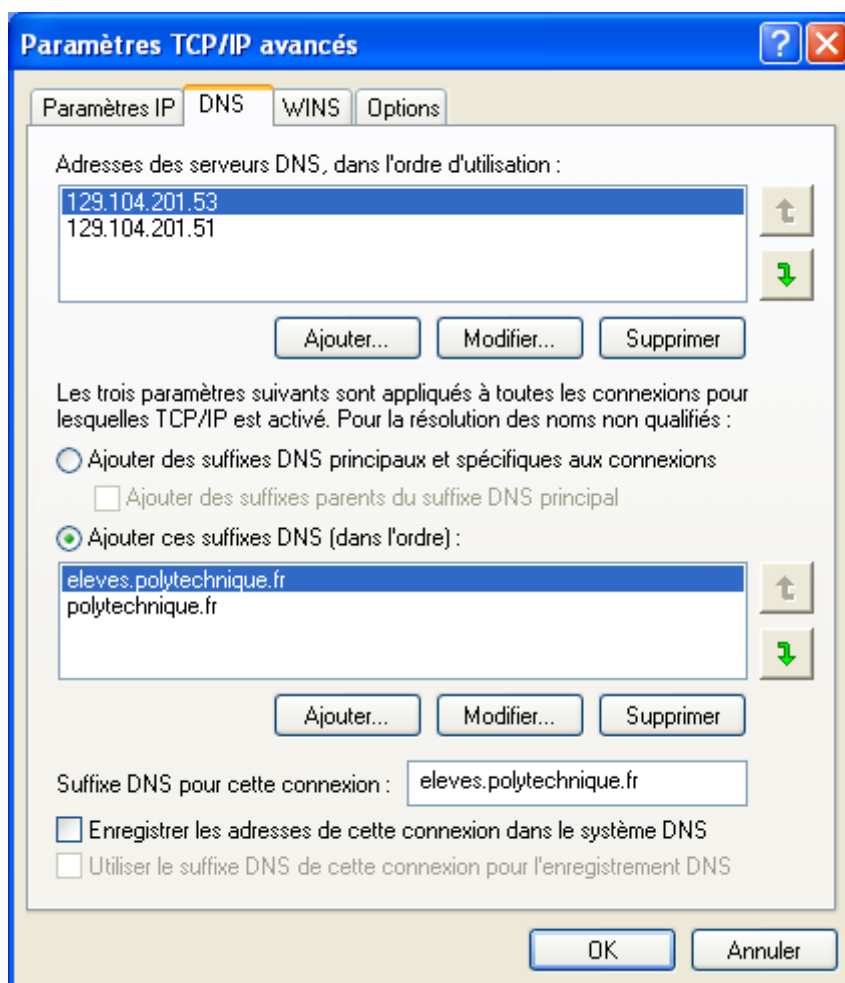 Paramètres TCP/IP avancés
Paramètres IP DNS WINS Options
Adresses des serveurs DNS, dans l'ordre d'utilisation :
129.104.201.53
129.104.201.51
Ajouter... Modifier... Supprimer
Les trois paramètres suivants sont appliqués à toutes les connexions pour
lesquelles TCP/IP est activé. Pour la résolution des noms non qualifiés :
Ajouter des suffixes DNS principaux et spécifiques aux connexions
Ajouter des suffixes parents du suffixe DNS principal
Ajouter ces suffixes DNS (dans l'ordre) :
eleves.polytechnique.fr
polytechnique.fr
Ajouter... Modifier... Supprimer
Suffixe DNS pour cette connexion : eleves.polytechnique.fr
Enregistrer les adresses de cette connexion dans le système DNS
Utiliser le suffixe DNS de cette connexion pour l'enregistrement DNS
OK Annuler